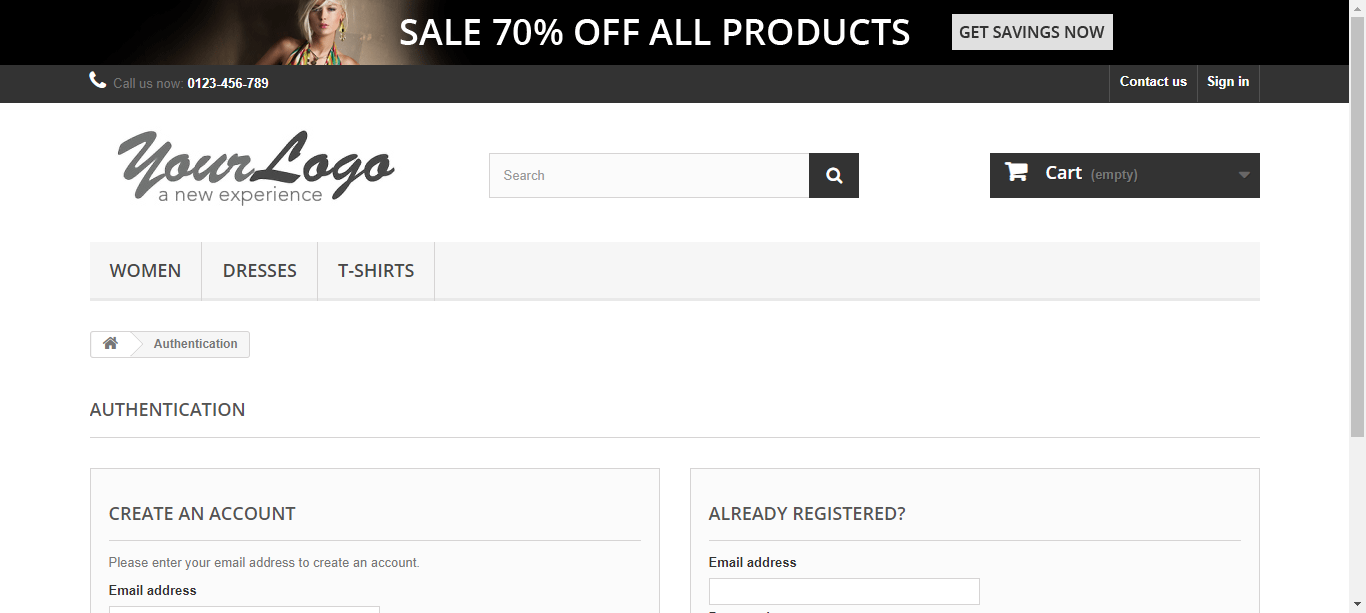 SALE 70% OFF ALL PRODUCTS
GET SAVINGS NOW
Call us now: 0123-456-789
Contact us
Sign in
Your Logo
a new experience
Search
Cart (empty)
WOMEN
DRESSES
T-SHIRTS
Authentication
AUTHENTICATION
CREATE AN ACCOUNT
Please enter your email address to create an account.
Email address
ALREADY REGISTERED?
Email address